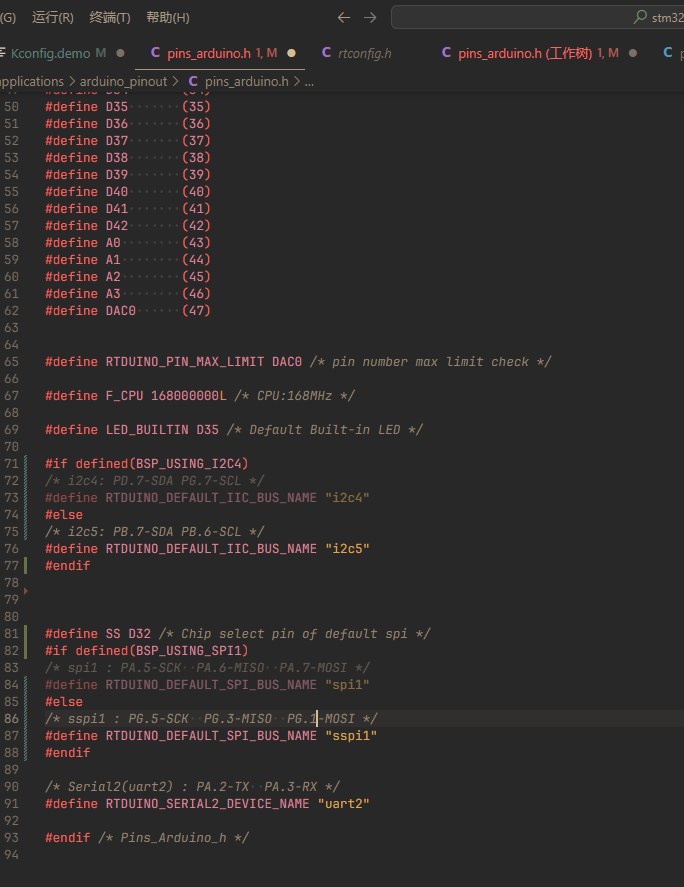 (G) 运行(R) 终端(T) 帮助(H) ← → stm32
Kconfig.demo M ● C pins_arduino.h 1, M ● C rtconfig.h C pins_arduino.h (工作树) 1, M ● C
applications > arduino_pinout > C pins_arduino.h > ...
50 #define D35 (35)
51 #define D36 (36)
52 #define D37 (37)
53 #define D38 (38)
54 #define D39 (39)
55 #define D40 (40)
56 #define D41 (41)
57 #define D42 (42)
58 #define A0 (43)
59 #define A1 (44)
60 #define A2 (45)
61 #define A3 (46)
62 #define DAC0 (47)
63
64
65 #define RTDUINO_PIN_MAX_LIMIT DAC0 /* pin number max limit check */
66
67 #define F_CPU 168000000L /* CPU:168MHz */
68
69 #define LED_BUILTIN D35 /* Default Built-in LED */
70
71 #if defined(BSP_USING_I2C4)
72 /* i2c4: PD.7-SDA PG.7-SCL */
73 #define RTDUINO_DEFAULT_IIC_BUS_NAME "i2c4"
74 #else
75 /* i2c5: PB.7-SDA PB.6-SCL */
76 #define RTDUINO_DEFAULT_IIC_BUS_NAME "i2c5"
77 #endif
78
79
80
81 #define SS D32 /* Chip select pin of default spi */
82 #if defined(BSP_USING_SPI1)
83 /* spi1 : PA.5-SCK  PA.6-MISO  PA.7-MOSI */
84 #define RTDUINO_DEFAULT_SPI_BUS_NAME "spi1"
85 #else
86 /* sspi1 : PG.5-SCK  PG.3-MISO  PG.1-MOSI */
87 #define RTDUINO_DEFAULT_SPI_BUS_NAME "sspi1"
88 #endif
89
90 /* Serial2(uart2) : PA.2-TX  PA.3-RX */
91 #define RTDUINO_SERIAL2_DEVICE_NAME "uart2"
92
93 #endif /* Pins_Arduino_h */
94